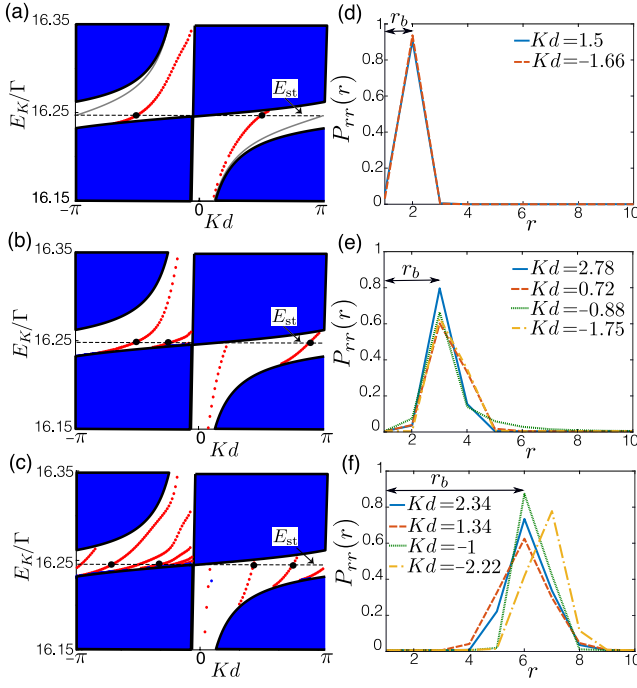 (a)
E_K/Γ
16.35
16.25
16.15
−π
0
π
Kd
E_st
(d)
P_rr(r)
1
0.8
0.6
0.4
0.2
0
2
4
6
8
10
r
r_b
Kd=1.5
Kd=−1.66
(b)
E_K/Γ
16.35
16.25
16.15
−π
0
π
Kd
E_st
(e)
P_rr(r)
1
0.8
0.6
0.4
0.2
0
2
4
6
8
10
r
r_b
Kd=2.78
Kd=0.72
Kd=−0.88
Kd=−1.75
(c)
E_K/Γ
16.35
16.25
16.15
−π
0
π
Kd
E_st
(f)
P_rr(r)
1
0.8
0.6
0.4
0.2
0
2
4
6
8
10
r
r_b
Kd=2.34
Kd=1.34
Kd=−1
Kd=−2.22